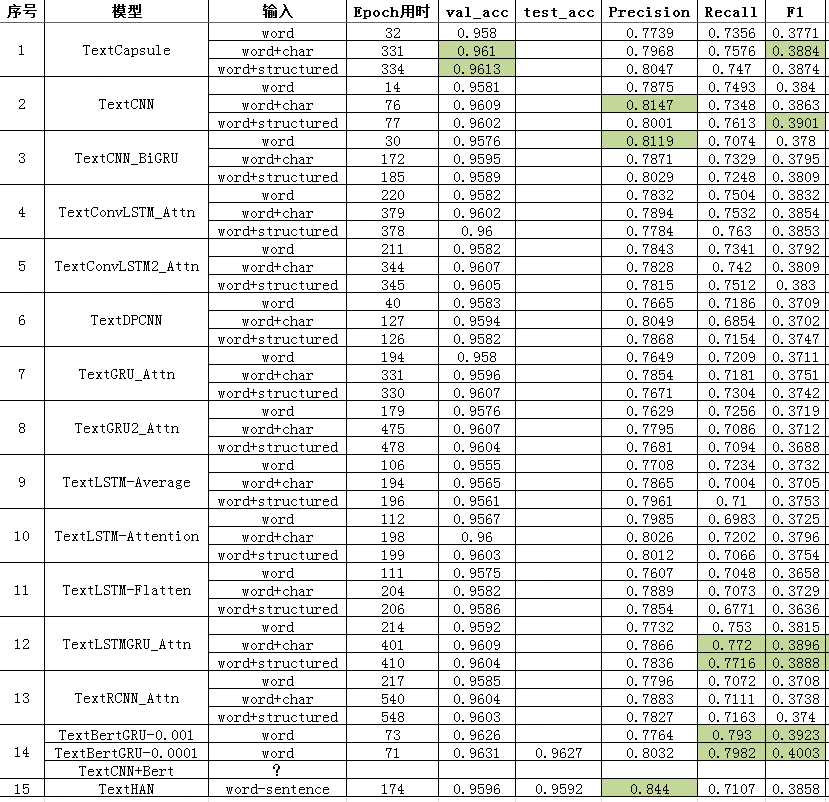 序号 模型 输入 Epoch用时 val_acc test_acc Precision Recall F1
1 TextCapsule word 32 0.958 0.7739 0.7356 0.3771
word+char 331 0.961 0.7968 0.7576 0.3884
word+structured 334 0.9613 0.8047 0.747 0.3874
2 TextCNN word 14 0.9581 0.7875 0.7493 0.384
word+char 76 0.9609 0.8147 0.7348 0.3863
word+structured 77 0.9602 0.8001 0.7613 0.3901
3 TextCNN_BiGRU word 30 0.9576 0.8119 0.7074 0.378
word+char 172 0.9595 0.7871 0.7329 0.3795
word+structured 185 0.9589 0.8029 0.7248 0.3809
4 TextConvLSTM_Attn word 220 0.9582 0.7832 0.7504 0.3832
word+char 379 0.9602 0.7894 0.7532 0.3854
word+structured 378 0.96 0.7784 0.763 0.3853
5 TextConvLSTM2_Attn word 211 0.9582 0.7843 0.7341 0.3792
word+char 344 0.9607 0.7828 0.742 0.3809
word+structured 345 0.9605 0.7815 0.7512 0.383
6 TextDPCNN word 40 0.9583 0.7665 0.7186 0.3709
word+char 127 0.9594 0.8049 0.6854 0.3702
word+structured 126 0.9582 0.7868 0.7154 0.3747
7 TextGRU_Attn word 194 0.958 0.7649 0.7209 0.3711
word+char 331 0.9596 0.7854 0.7181 0.3751
word+structured 330 0.9607 0.7671 0.7304 0.3742
8 TextGRU2_Attn word 179 0.9576 0.7629 0.7256 0.3719
word+char 475 0.9607 0.7795 0.7086 0.3712
word+structured 478 0.9604 0.7681 0.7094 0.3688
9 TextLSTM-Average word 106 0.9555 0.7708 0.7234 0.3732
word+char 194 0.9565 0.7865 0.7004 0.3705
word+structured 196 0.9561 0.7961 0.71 0.3753
10 TextLSTM-Attention word 112 0.9567 0.7985 0.6983 0.3725
word+char 198 0.96 0.8026 0.7202 0.3796
word+structured 199 0.9603 0.8012 0.7066 0.3754
11 TextLSTM-Flatten word 111 0.9575 0.7607 0.7048 0.3658
word+char 204 0.9582 0.7889 0.7073 0.3729
word+structured 206 0.9586 0.7854 0.6771 0.3636
12 TextLSTMGRU_Attn word 214 0.9592 0.7732 0.753 0.3815
word+char 401 0.9609 0.7866 0.772 0.3896
word+structured 410 0.9604 0.7836 0.7716 0.3888
13 TextRCNN_Attn word 217 0.9585 0.7796 0.7072 0.3708
word+char 540 0.9604 0.7883 0.7111 0.3738
word+structured 548 0.9603 0.7827 0.7163 0.374
14 TextBertGRU-0.001 word 73 0.9626 0.7764 0.793 0.3923
TextBertGRU-0.0001 word 71 0.9631 0.9627 0.8032 0.7982 0.4003
TextCNN+Bert ?
15 TextHAN word-sentence 174 0.9596 0.9592 0.844 0.7107 0.3858